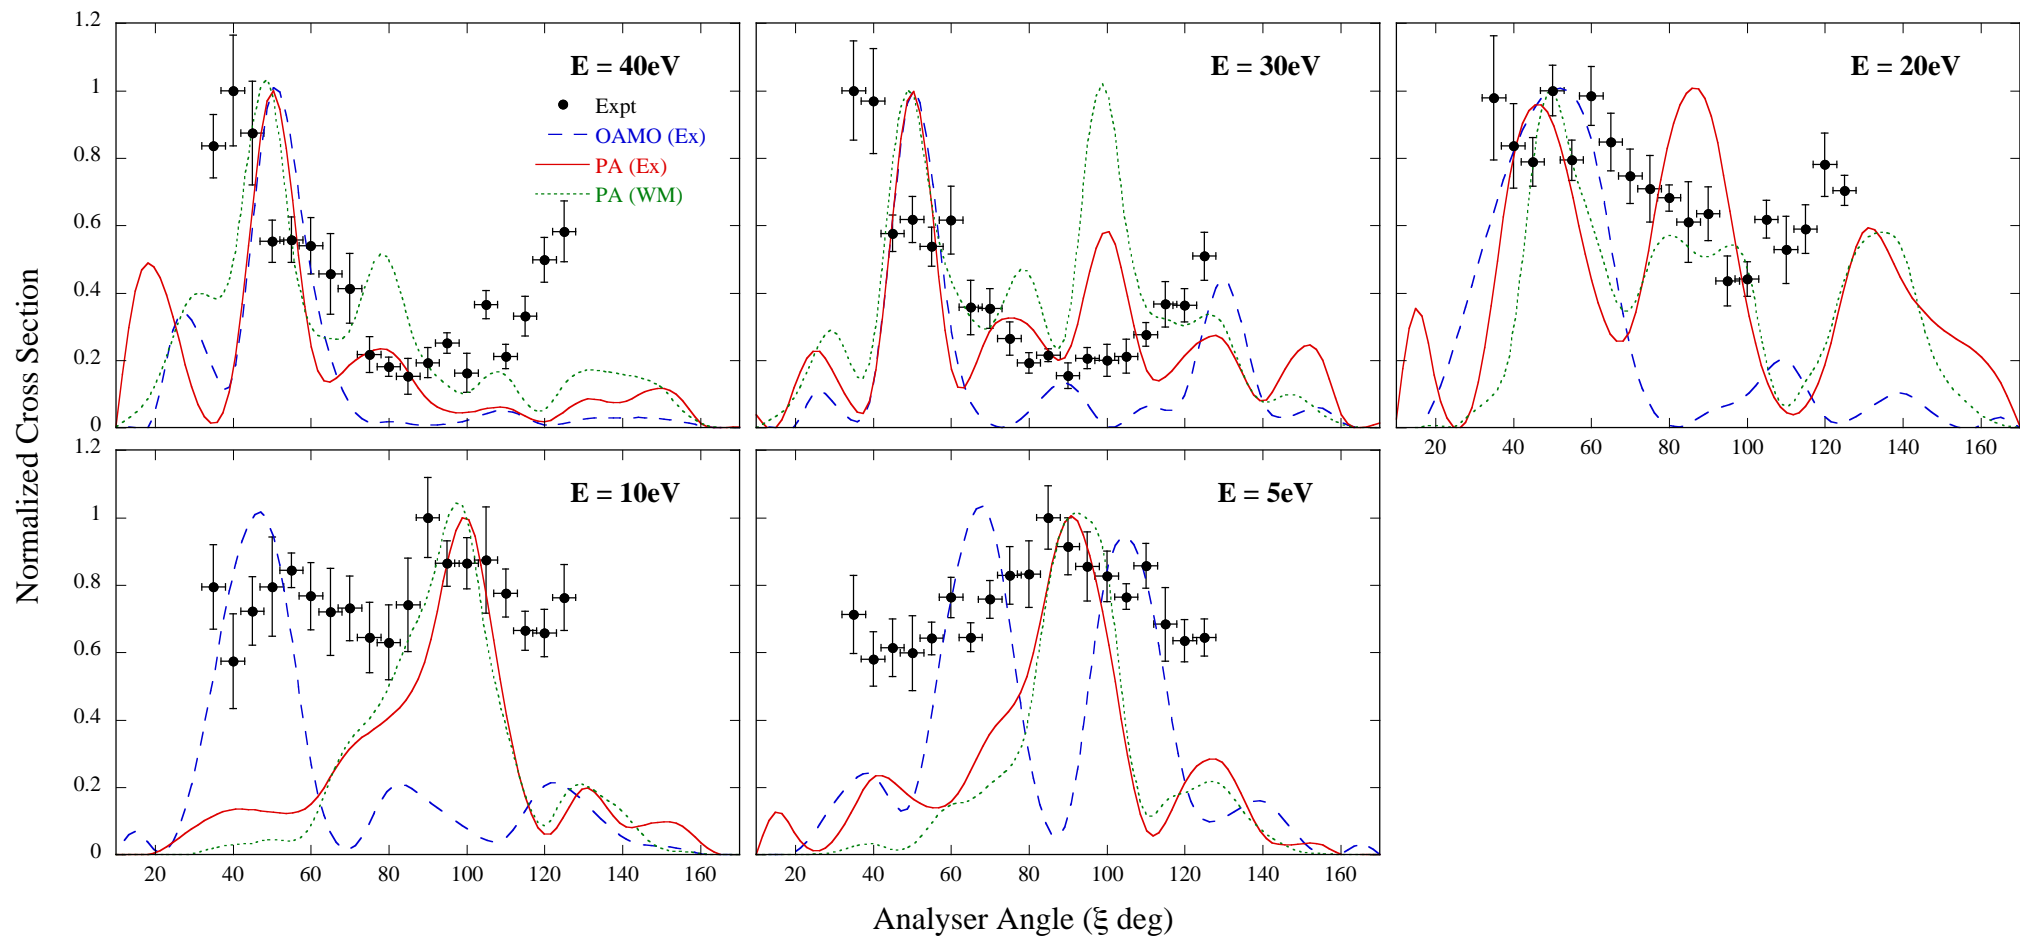 1.2
1
0.8
0.6
0.4
0.2
0
E = 40eV
Expt
OAMO (Ex)
PA (Ex)
PA (WM)
E = 30eV
E = 20eV
20 40 60 80 100 120 140 160
Normalized Cross Section
1.2
1
0.8
0.6
0.4
0.2
0
E = 10eV
E = 5eV
20 40 60 80 100 120 140 160
20 40 60 80 100 120 140 160
Analyser Angle (ξ deg)